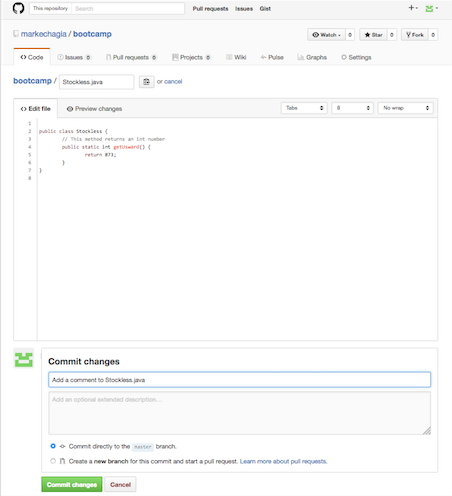 This repository Search Pull requests Issues Gist
markechagia / bootcamp Watch 0 Star 0 Fork 0
Code Issues 0 Pull requests 0 Projects 0 Wiki Pulse Graphs Settings
bootcamp / Stockless.java or cancel
Edit file Preview changes Tabs 8 No wrap
1
2 public class Stockless {
3 // This method returns an int number
4 public static int getUsword() {
5 return 873;
6 }
7 }
8
Commit changes
Add a comment to Stockless.java
Add an optional extended description...
Commit directly to the master branch.
Create a new branch for this commit and start a pull request. Learn more about pull requests.
Commit changes Cancel